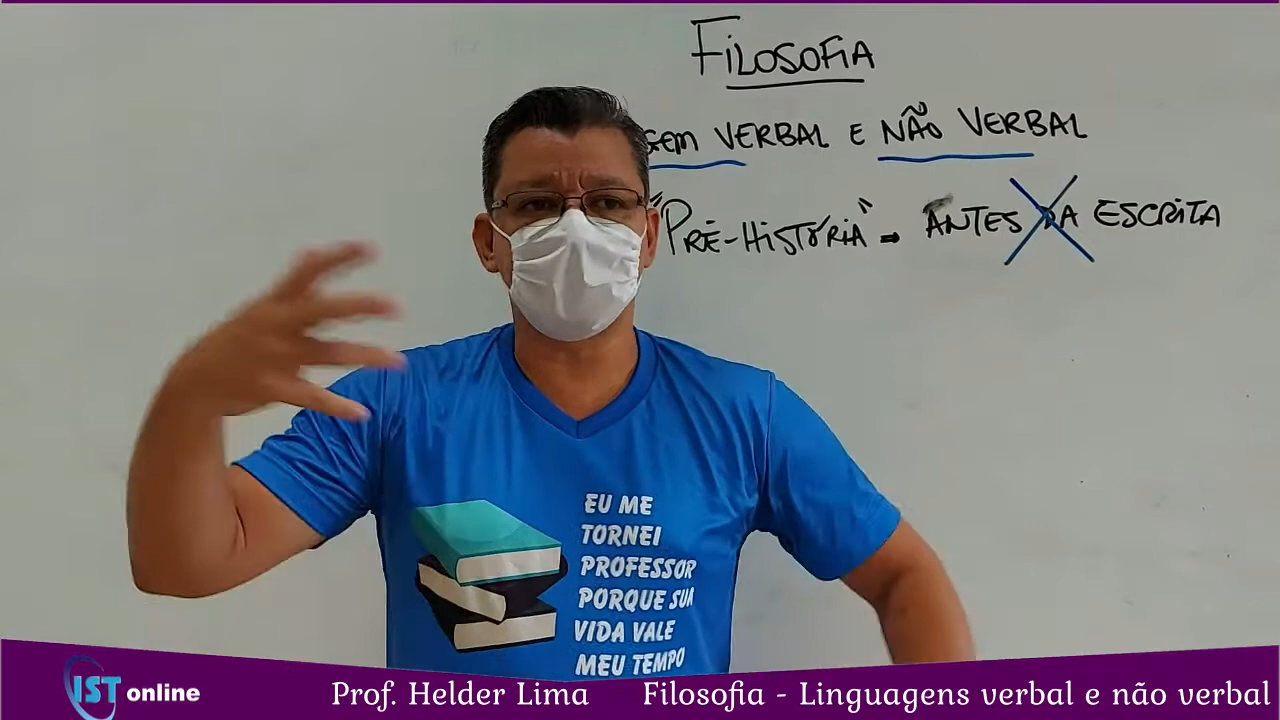 FiLOSOFiA
GEM VERBAL E NÃO VERBAL
"PRÉ-HiSTÓRiA" ANTES DA ESCRiTA
EU ME
TORNEI
PROFESSOR
PORQUE SUA
VIDA VALE
MEU TEMPO
IST online
Prof. Helder Lima Filosofia - Linguagens verbal e não verbal